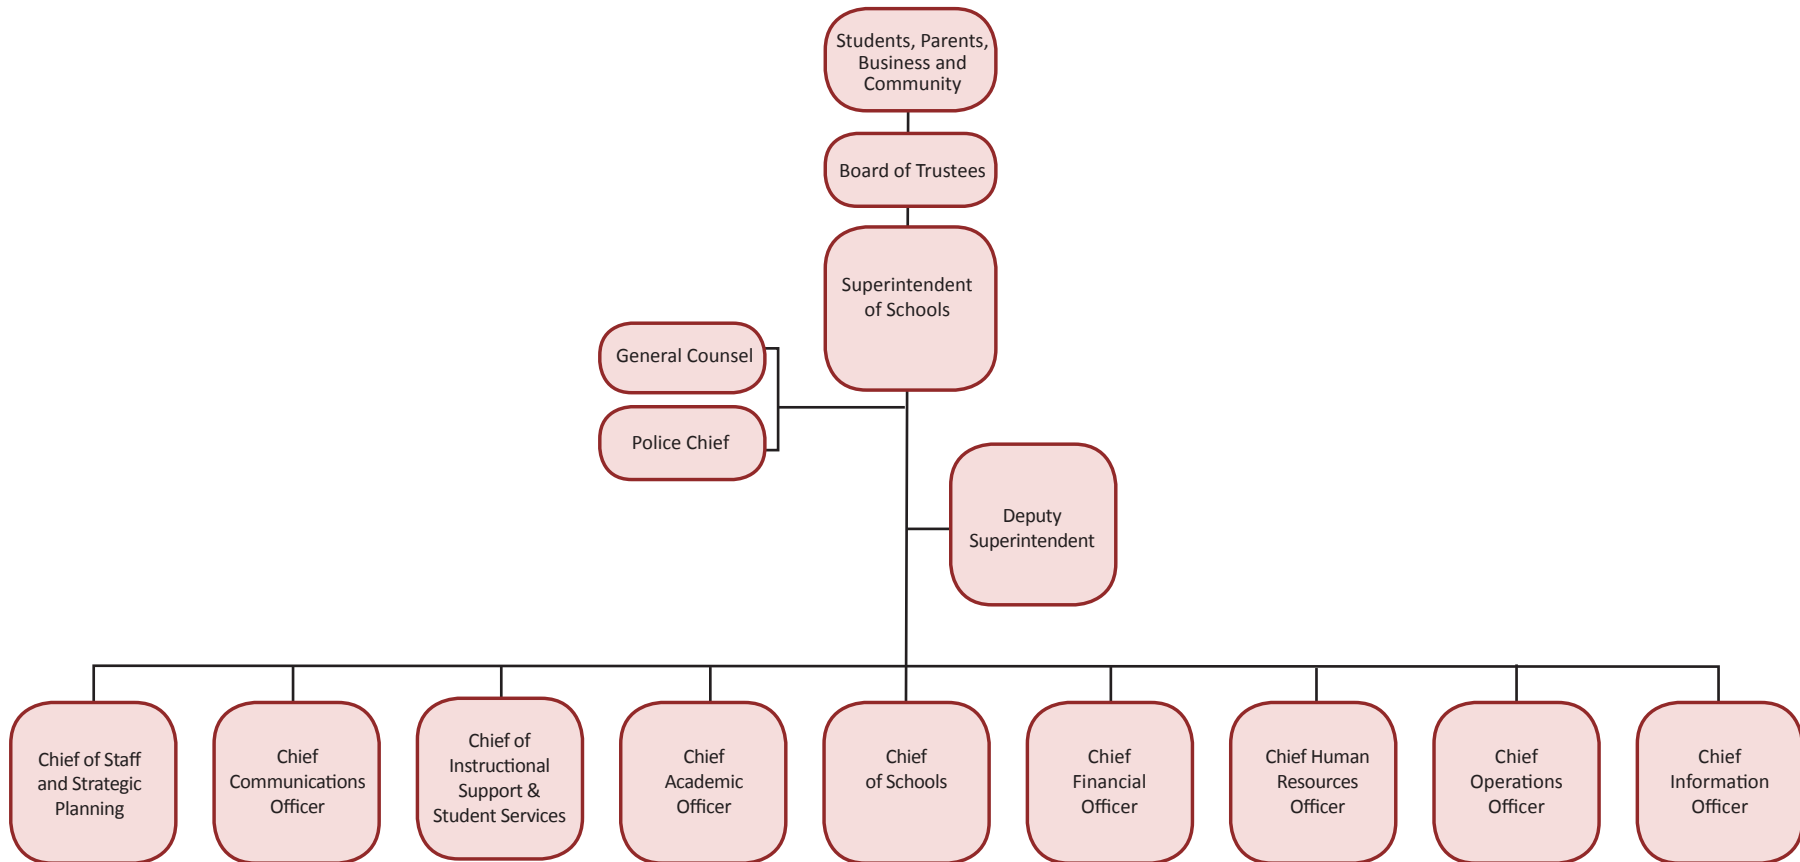 Students, Parents,
Business and
Community
Board of Trustees
Superintendent
of Schools
General Counsel
Police Chief
Deputy
Superintendent
Chief of Staff
and Strategic
Planning
Chief
Communications
Officer
Chief of
Instructional
Support &
Student Services
Chief
Academic
Officer
Chief
of Schools
Chief
Financial
Officer
Chief Human
Resources
Officer
Chief
Operations
Officer
Chief
Information
Officer